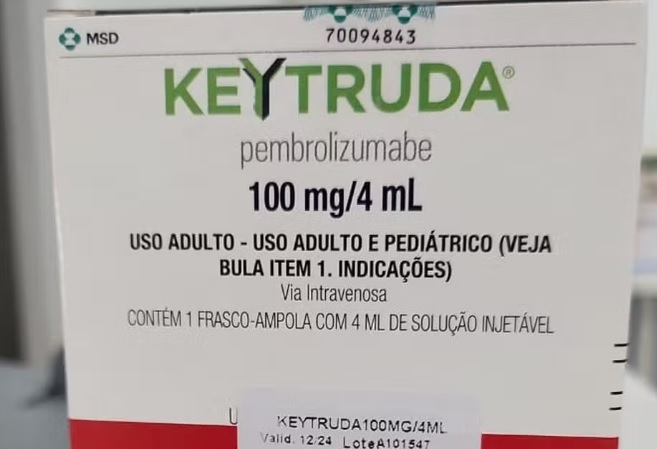 MSD
70094843
KEYTRUDA®
pembrolizumabe
100 mg/4 mL
USO ADULTO - USO ADULTO E PEDIÁTRICO (VEJA
BULA ITEM 1. INDICAÇÕES)
Via Intravenosa
CONTÉM 1 FRASCO-AMPOLA COM 4 ML DE SOLUÇÃO INJETÁVEL
U
KEYTRUDA100MG/4ML
Valid. 12/24 LoteA101547